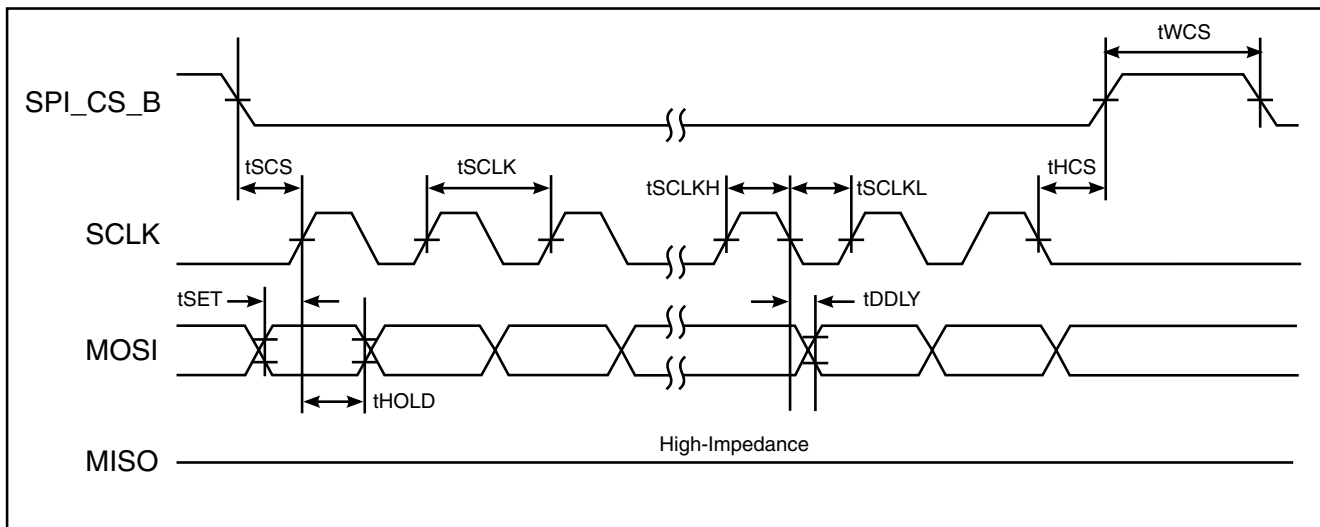 tWCS
SPI_CS_B
tSCS
tSCLK
tSCLKH
tSCLKL
tHCS
SCLK
tSET
tDDLY
MOSI
tHOLD
High-Impedance
MISO